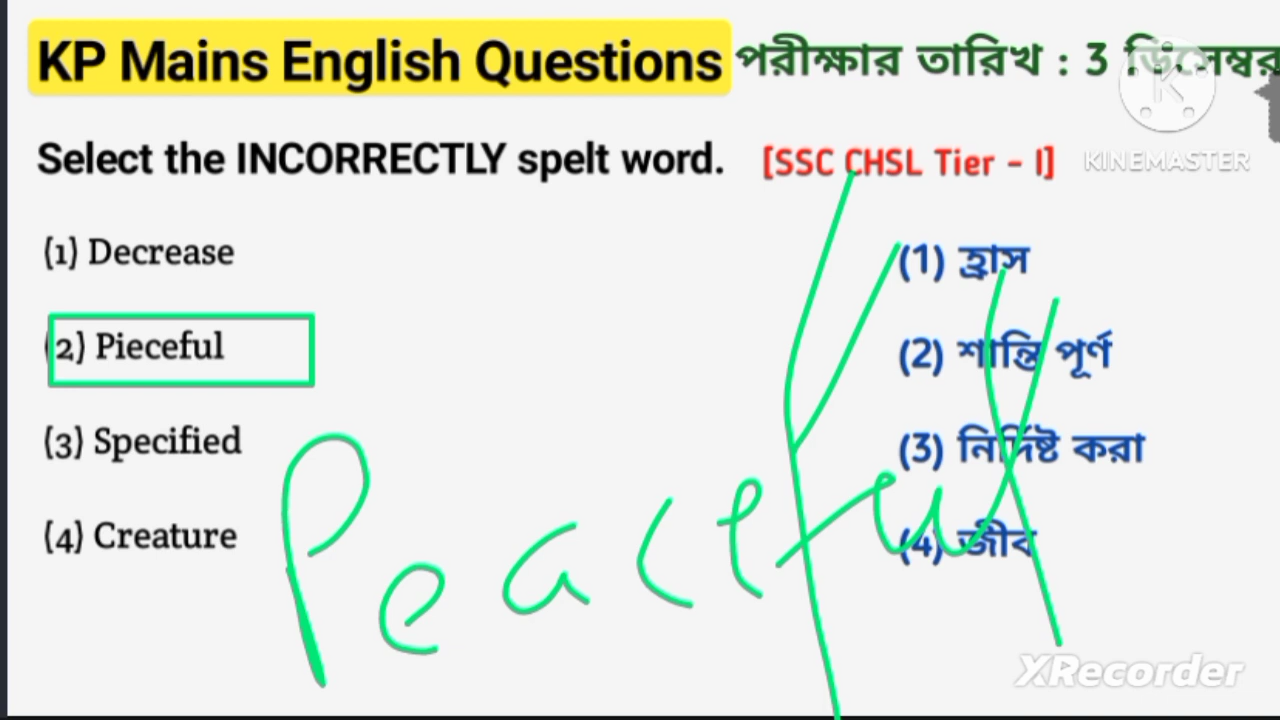 KP Mains English Questions পরীক্ষার তারিখ : 3 ডিসেম্বর
KINEMASTER
Select the INCORRECTLY spelt word. [SSC CHSL Tier - I]
(1) Decrease (1) হ্রাস
(2) Pieceful (2) শান্তি পূর্ণ
(3) Specified (3) নির্দিষ্ট করা
(4) Creature (4) জীব
Peaceful
XRecorder